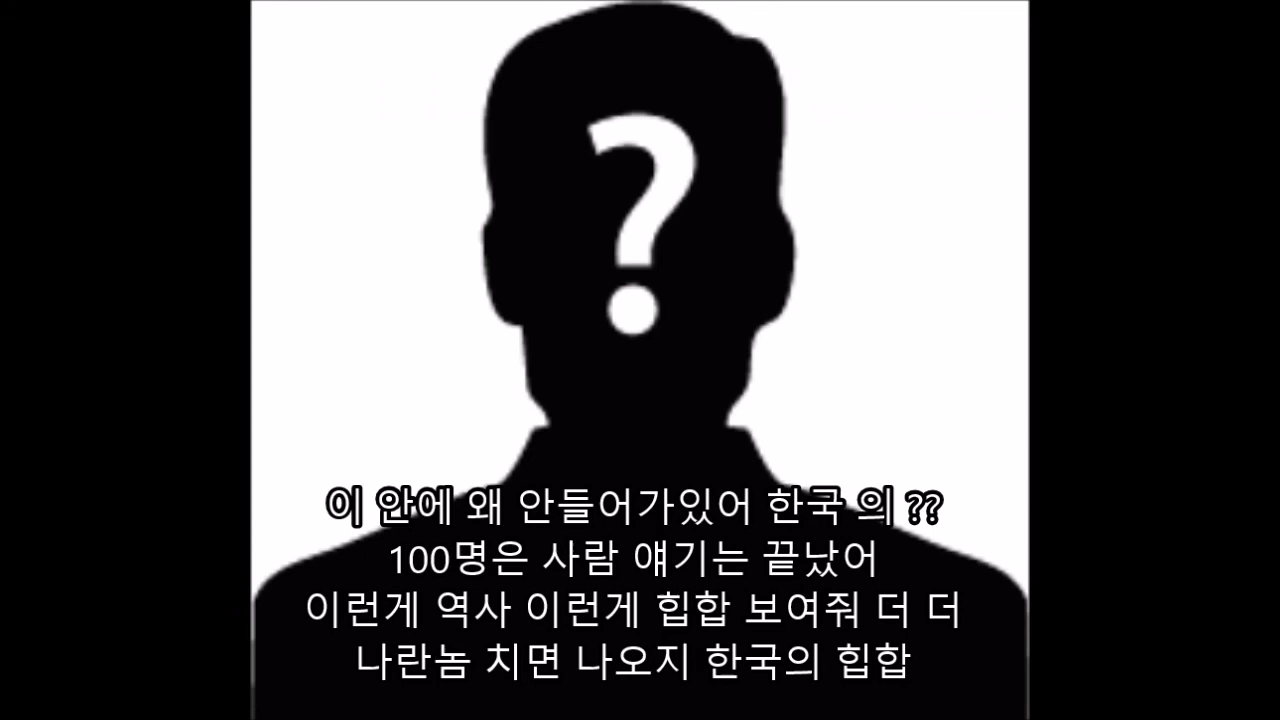 ?
이 안에 왜 안들어가있어 한국 의 ??
100명은 사람 얘기는 끝났어
이런게 역사 이런게 힙합 보여줘 더 더
나란놈 치면 나오지 한국의 힙합